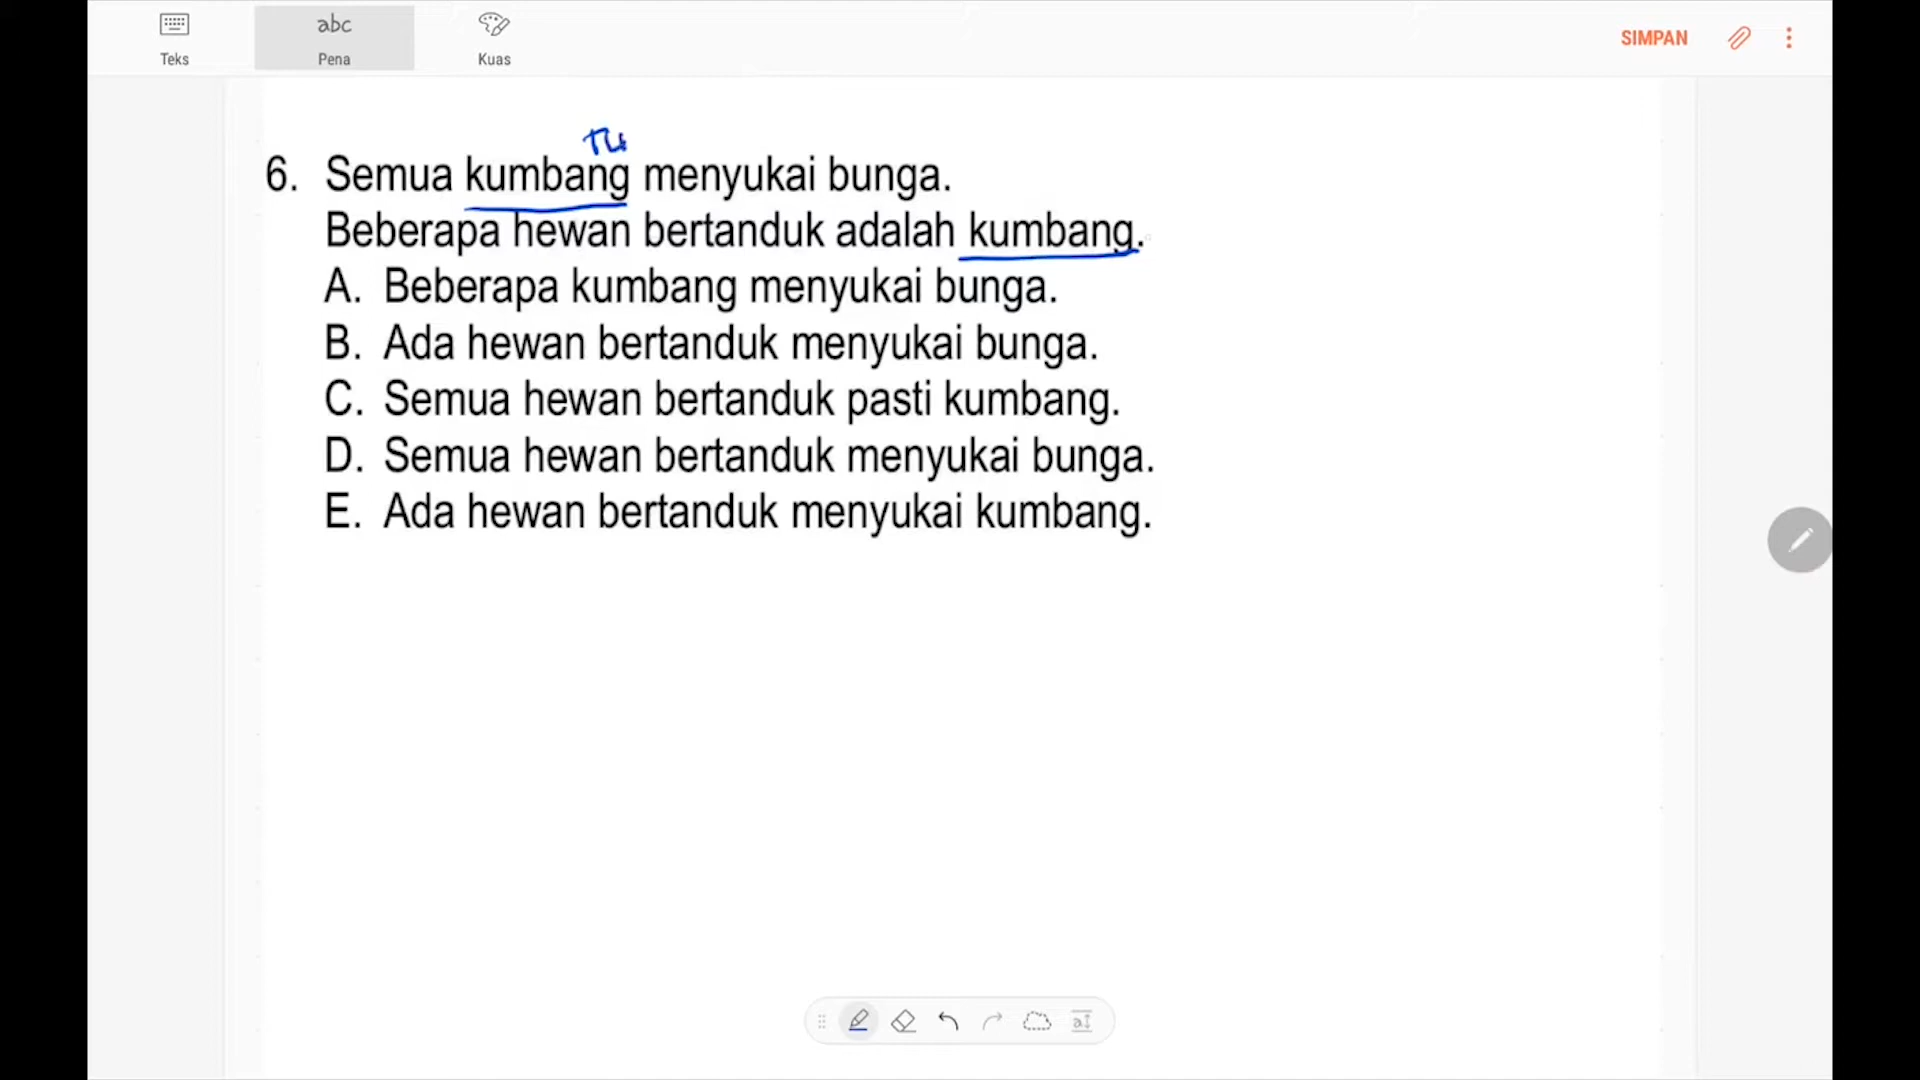 Teks
abc
Pena
Kuas
SIMPAN
6. Semua kumbang menyukai bunga.
Beberapa hewan bertanduk adalah kumbang.
A. Beberapa kumbang menyukai bunga.
B. Ada hewan bertanduk menyukai bunga.
C. Semua hewan bertanduk pasti kumbang.
D. Semua hewan bertanduk menyukai bunga.
E. Ada hewan bertanduk menyukai kumbang.